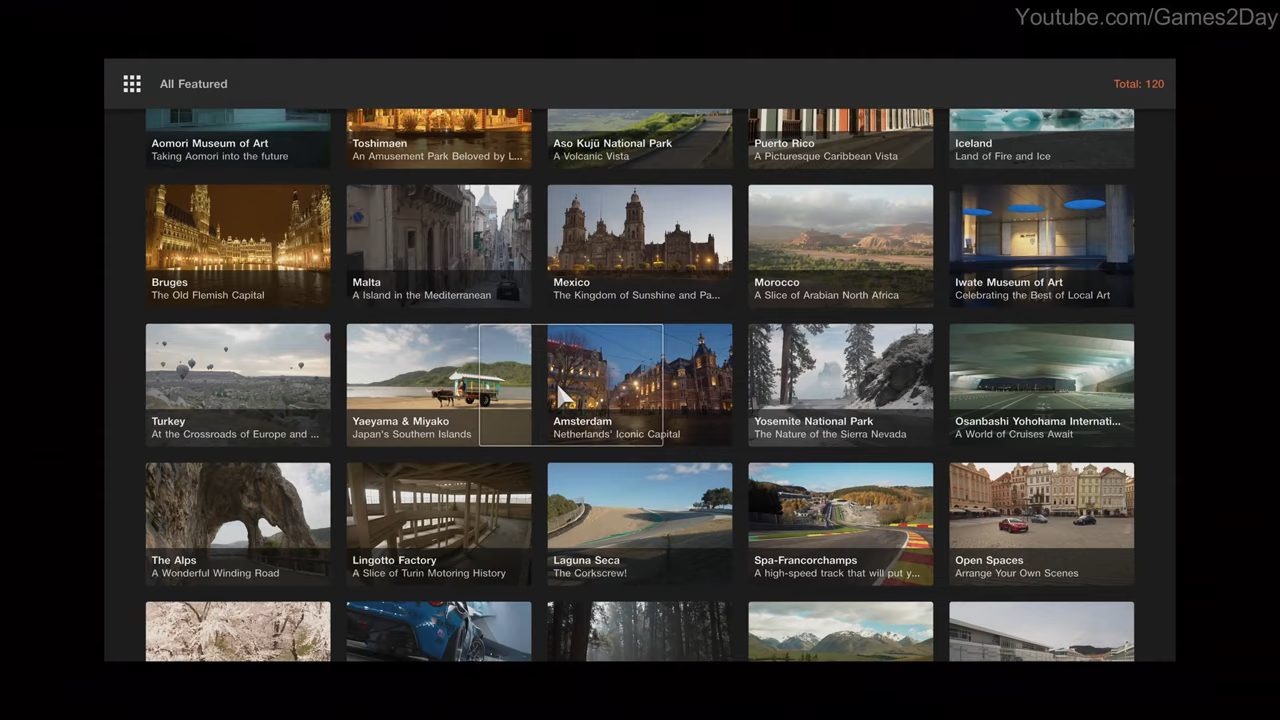 Youtube.com/Games2Day
All Featured
Total: 120
Aomori Museum of Art
Taking Aomori into the future
Toshimaen
An Amusement Park Beloved by L...
Aso Kujū National Park
A Volcanic Vista
Puerto Rico
A Picturesque Caribbean Vista
Iceland
Land of Fire and Ice
Bruges
The Old Flemish Capital
Malta
A Island in the Mediterranean
Mexico
The Kingdom of Sunshine and Pa...
Morocco
A Slice of Arabian North Africa
Iwate Museum of Art
Celebrating the Best of Local Art
Turkey
At the Crossroads of Europe and ...
Yaeyama & Miyako
Japan's Southern Islands
Amsterdam
Netherlands' Iconic Capital
Yosemite National Park
The Nature of the Sierra Nevada
Osanbashi Yohohama Internati...
A World of Cruises Await
The Alps
A Wonderful Winding Road
Lingotto Factory
A Slice of Turin Motoring History
Laguna Seca
The Corkscrew!
Spa-Francorchamps
A high-speed track that will put y...
Open Spaces
Arrange Your Own Scenes